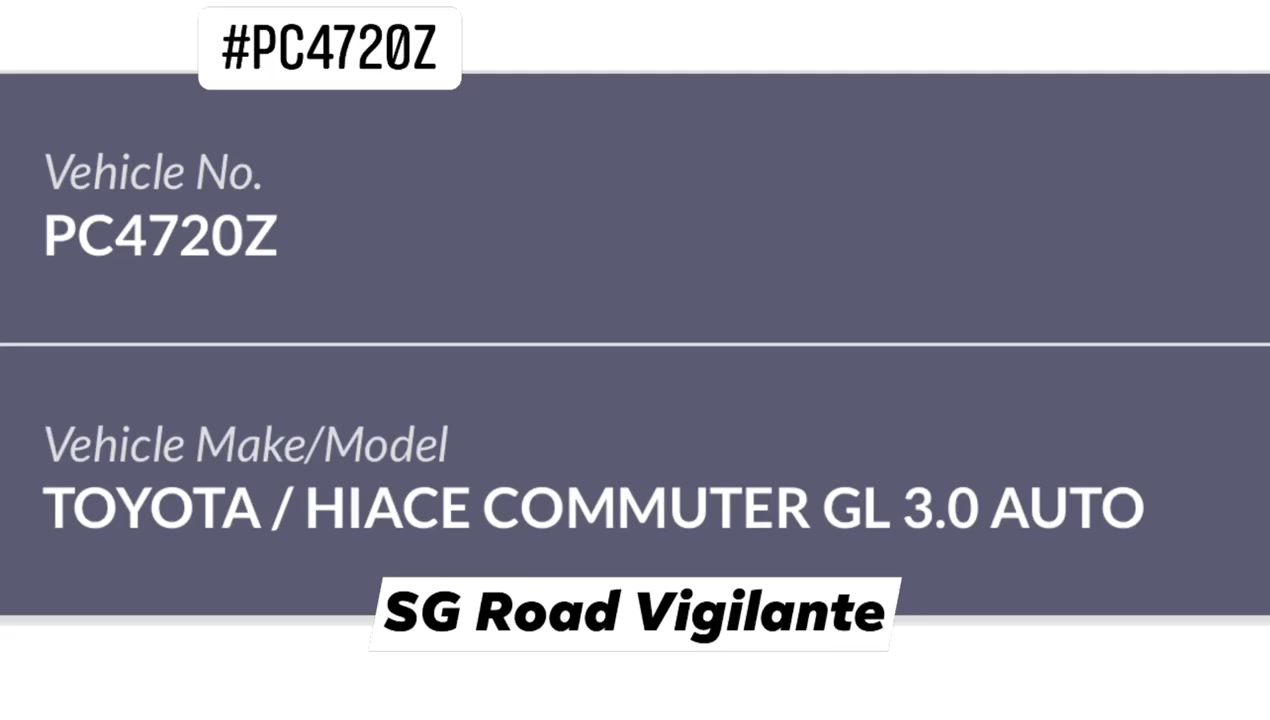 #PC4720Z
Vehicle No.
PC4720Z
Vehicle Make/Model
TOYOTA / HIACE COMMUTER GL 3.0 AUTO
SG Road Vigilante